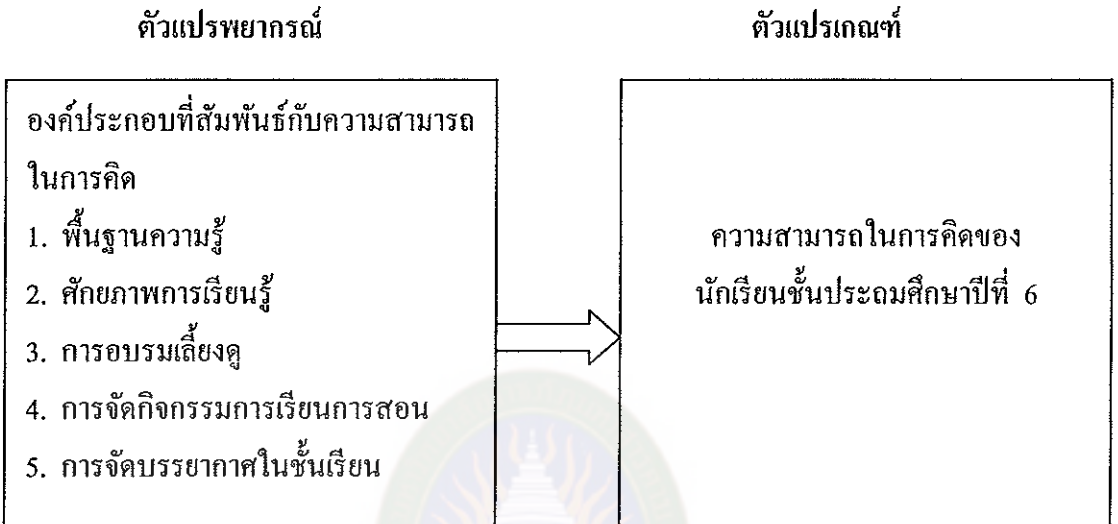 ตัวแปรพยากรณ์
ตัวแปรเกณฑ์
องค์ประกอบที่สัมพันธ์กับความสามารถ
ในการคิด
1. พื้นฐานความรู้
2. ศักยภาพการเรียนรู้
3. การอบรมเลี้ยงดู
4. การจัดกิจกรรมการเรียนการสอน
5. การจัดบรรยากาศในชั้นเรียน
ความสามารถในการคิดของ
นักเรียนชั้นประถมศึกษาปีที่ 6